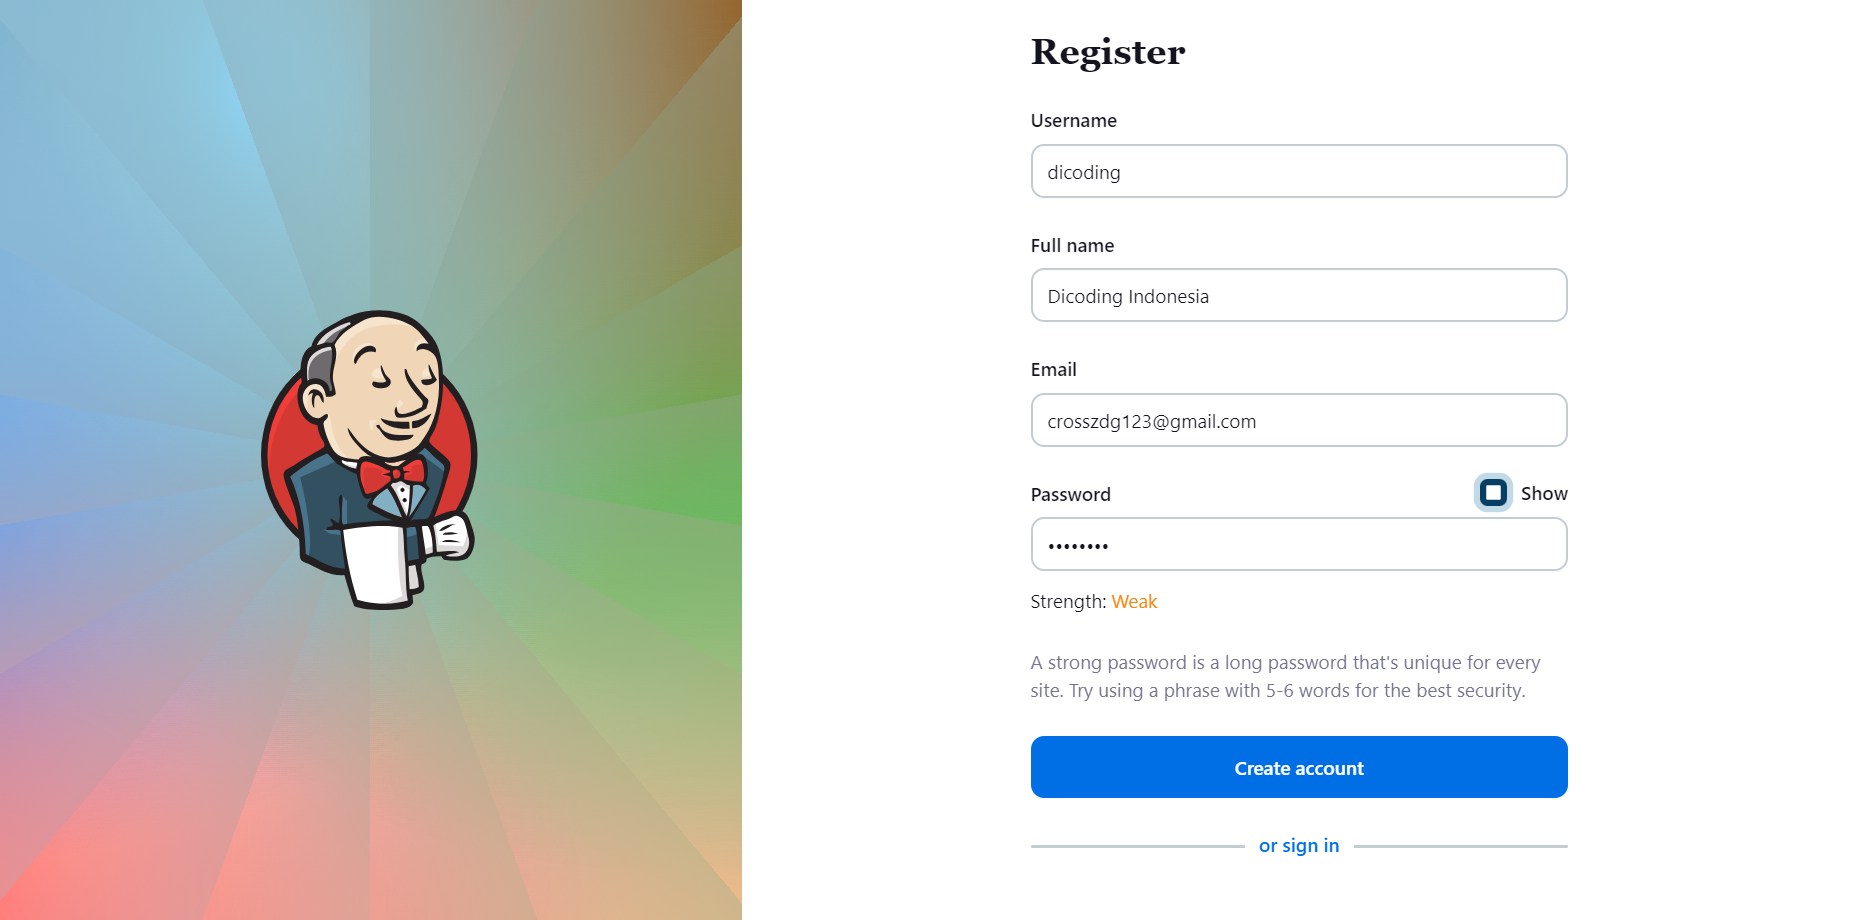 Register
Username
dicoding
Full name
Dicoding Indonesia
Email
crosszdg123@gmail.com
Password
Show
••••••••
Strength: Weak
A strong password is a long password that's unique for every
site. Try using a phrase with 5-6 words for the best security.
Create account
or sign in